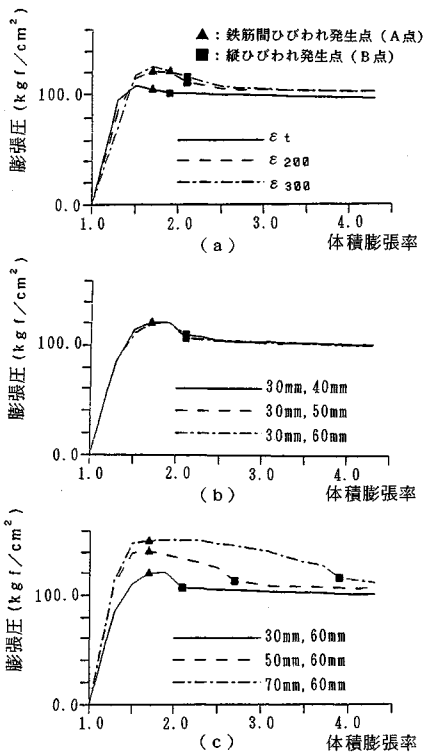 ▲：鉄筋間ひびわれ発生点（A点）
■：縦ひびわれ発生点（B点）
膨張圧(kgf/cm²)
100.0
0.0
εt
ε200
ε300
1.0 2.0 3.0 4.0
(a)
体積膨張率
膨張圧(kgf/cm²)
100.0
0.0
30mm,40mm
30mm,50mm
30mm,60mm
1.0 2.0 3.0 4.0
(b)
体積膨張率
膨張圧(kgf/cm²)
100.0
0.0
30mm,60mm
50mm,60mm
70mm,60mm
1.0 2.0 3.0 4.0
(c)
体積膨張率